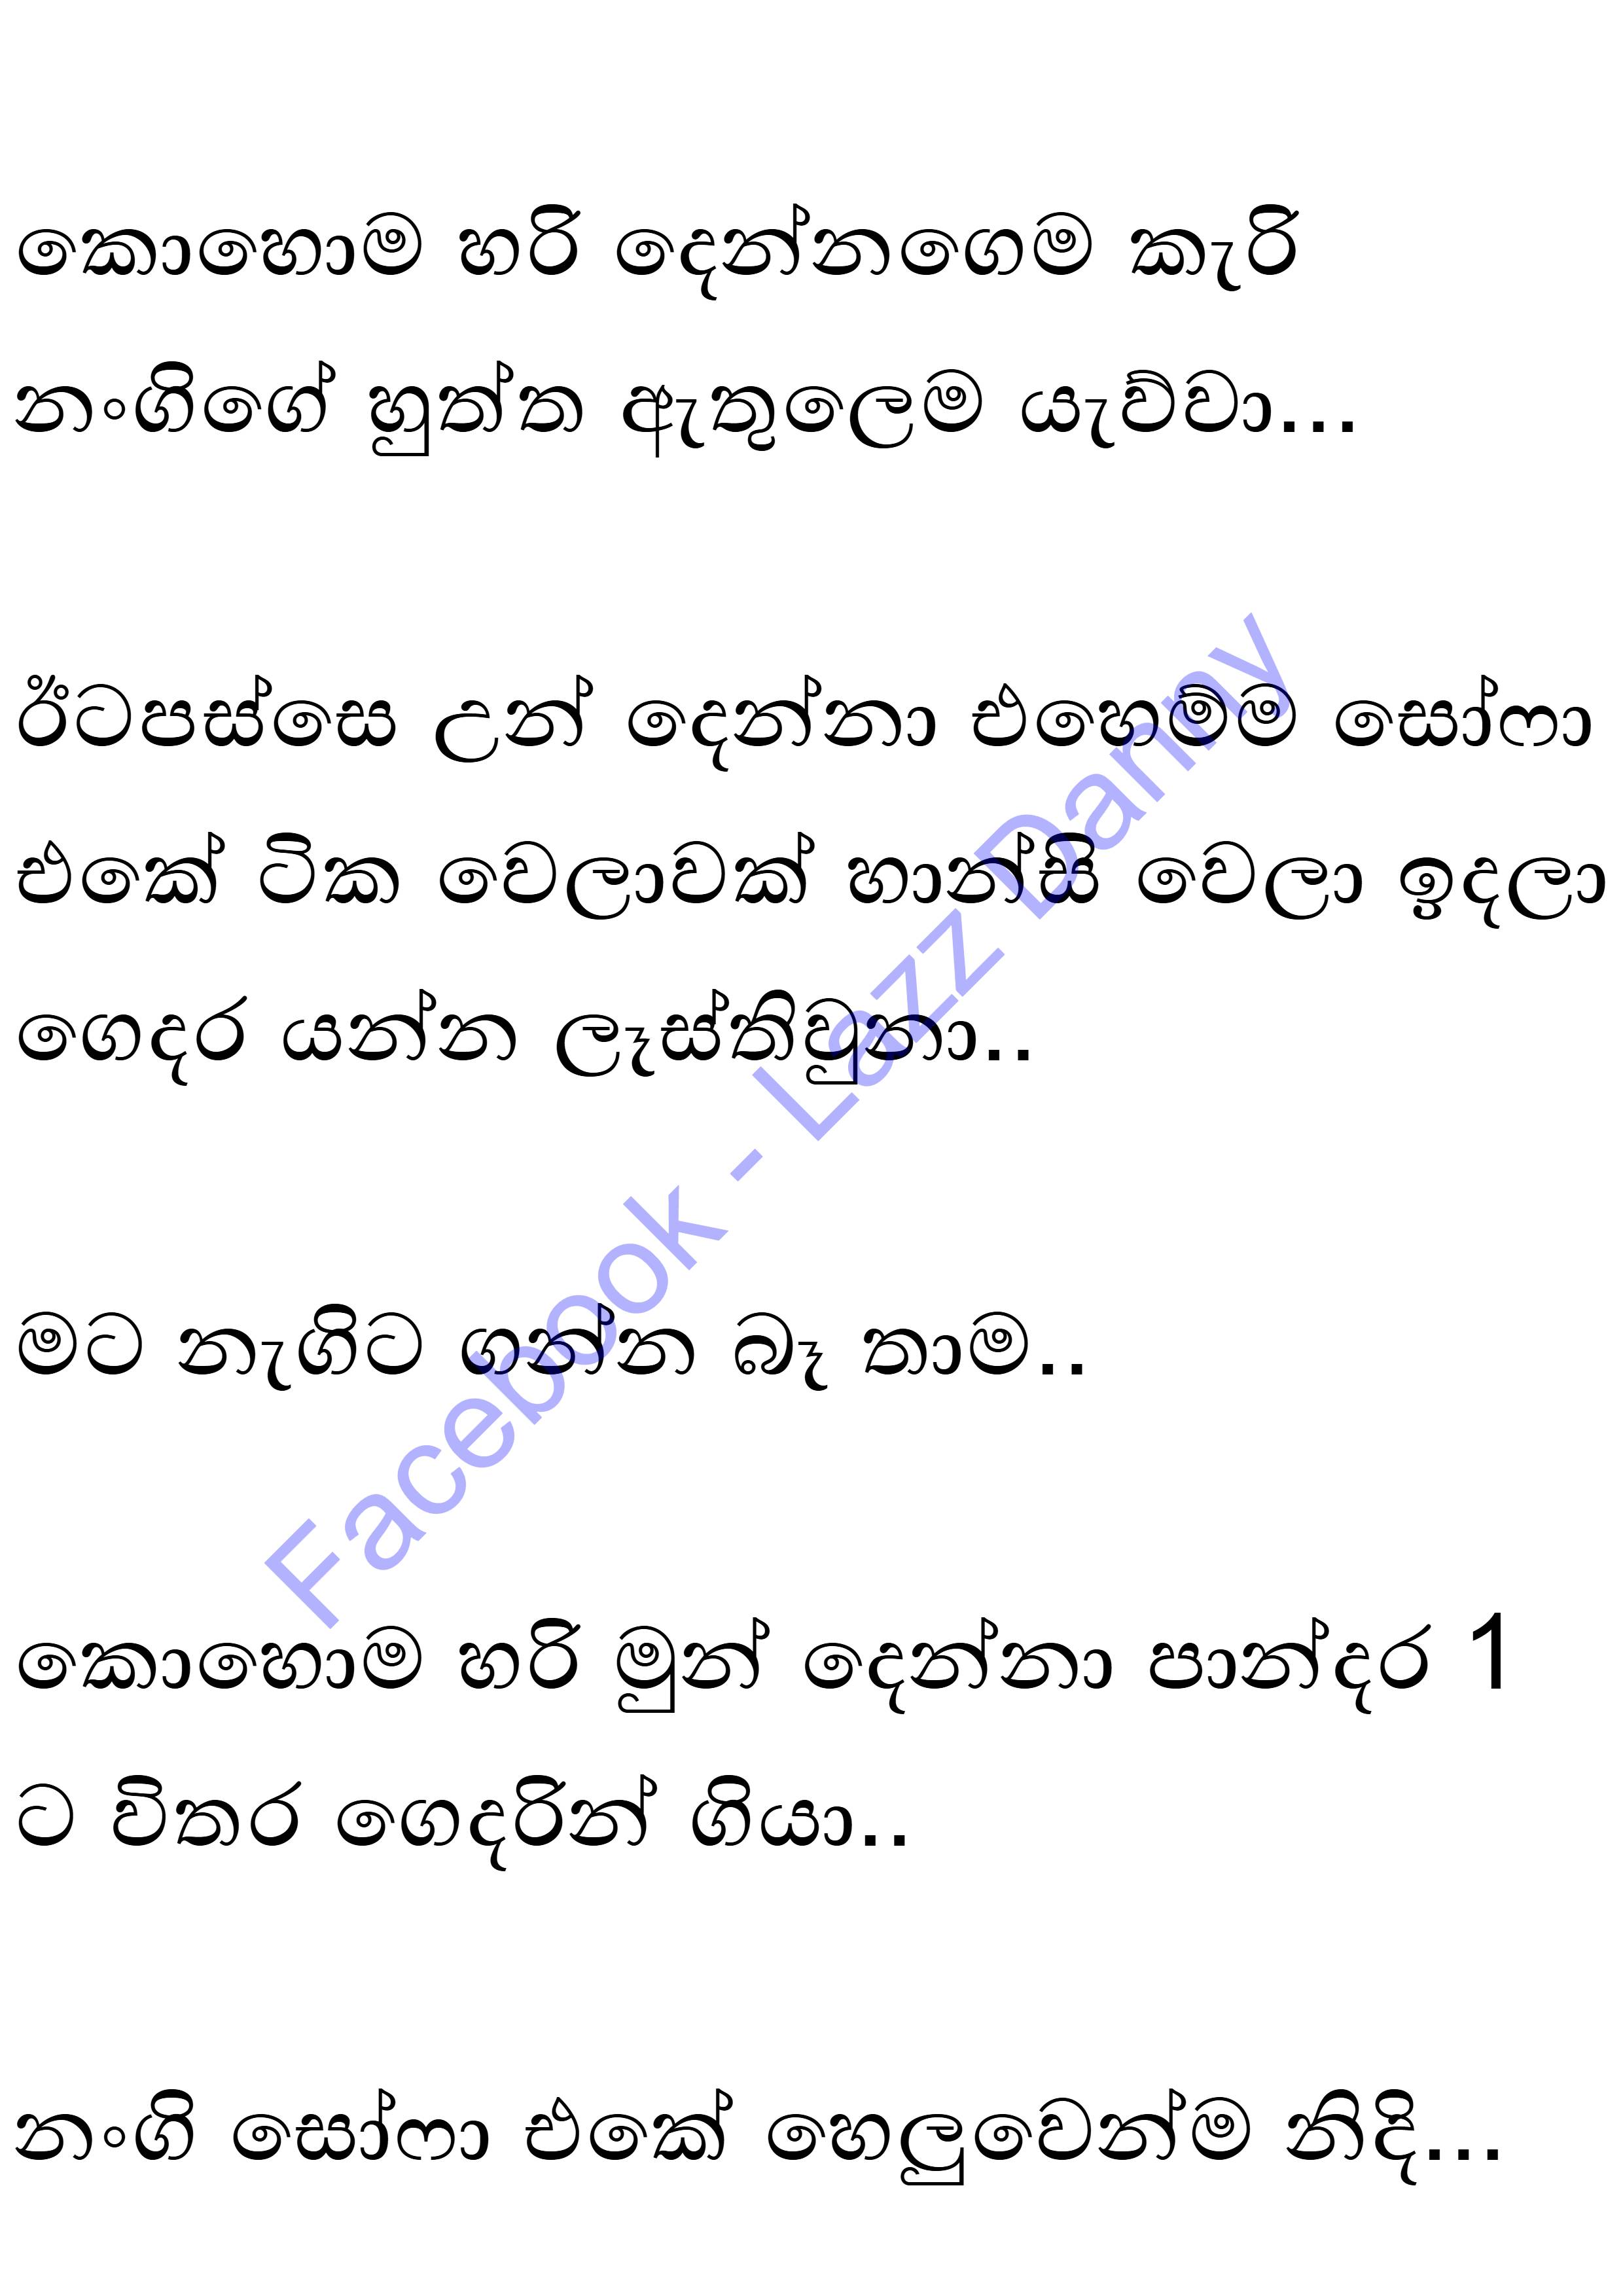 කොහොම හරි දෙන්නගෙම කැරි
නංගිගේ හුත්ත ඇතුලෙම යැව්වා...
ඊටපස්සෙ උන් දෙන්නා එහෙම්ම සෝෆා
එකේ ටික වෙලාවක් හාන්සි වෙලා ඉඳලා
ගෙදර යන්න ලෑස්තිවුනා..
මට නැගිට ගන්න බෑ තාම..
කොහොම හරි මුන් දෙන්නා පාන්දර 1
ට විතර ගෙදරින් ගියා..
නංගි සෝෆා එකේ හෙලුවෙන්ම නිදි...
Facebook - Lazz Danny